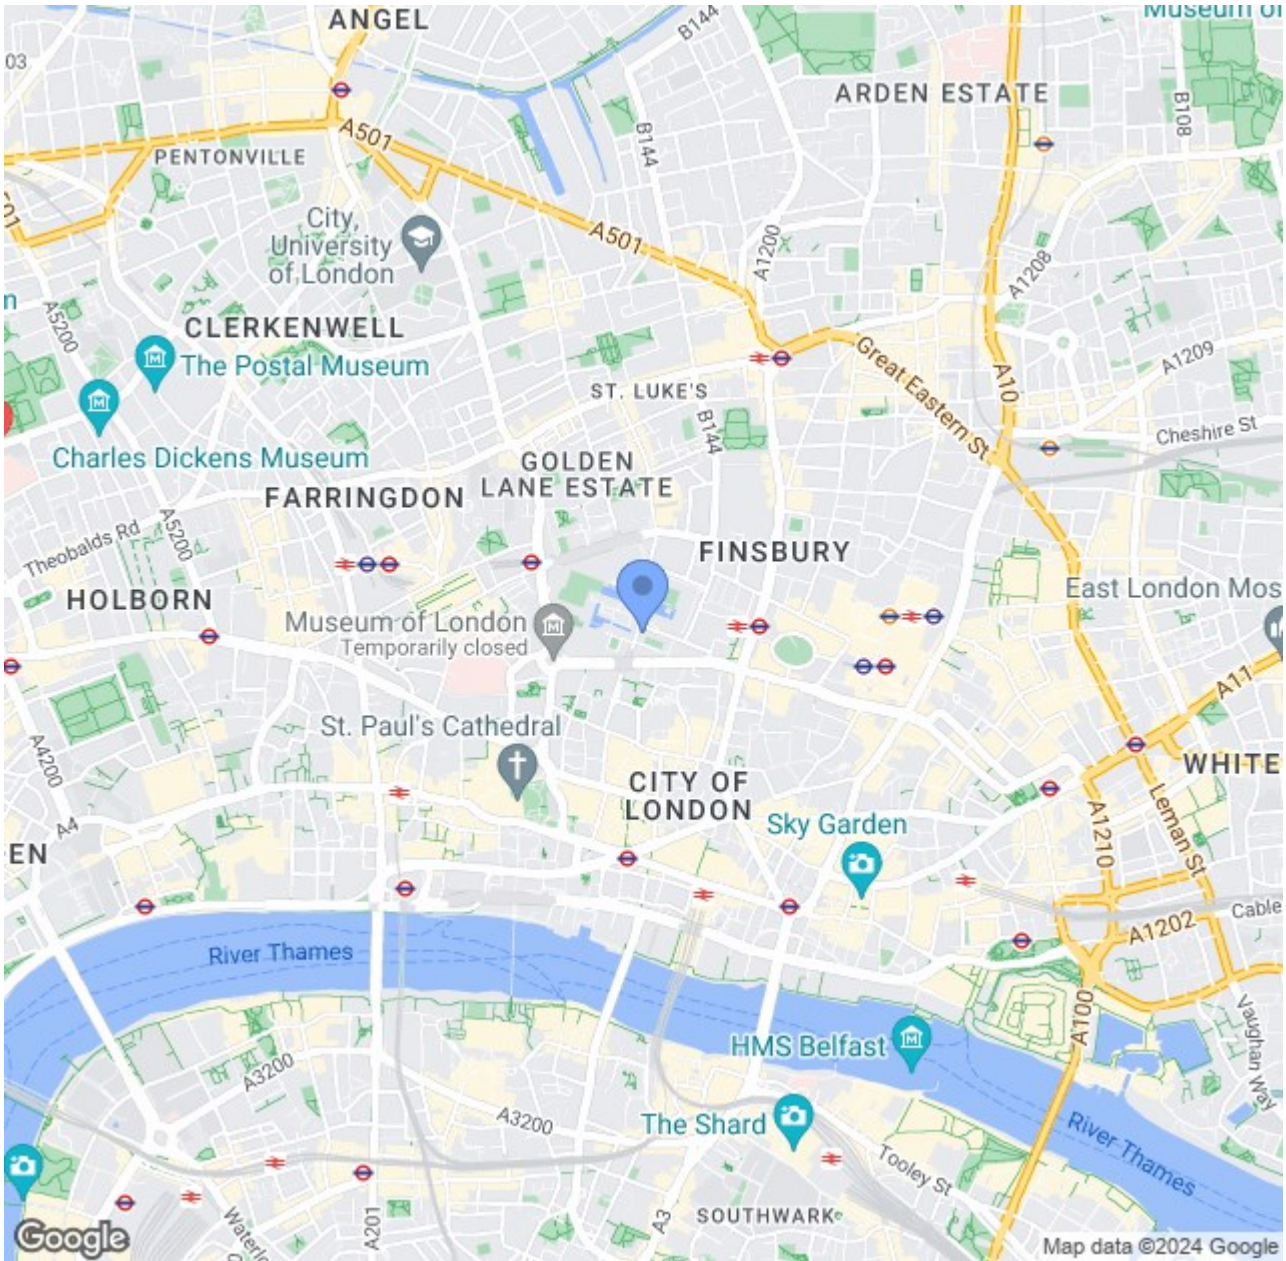 Museum of
ANGEL
B144
03
ARDEN ESTATE
B108
A501
B144
PENTONVILLE
City,
University
of London
A501
A1200
A1208
A5200
CLERKENWELL
The Postal Museum
Great Eastern St
A10
A1209
ST. LUKE'S
B144
Cheshire St
Charles Dickens Museum
GOLDEN
LANE ESTATE
FARRINGDON
A5200
Theobalds Rd
FINSBURY
HOLBORN
East London Mos
Museum of London
Temporarily closed
A11
St. Paul's Cathedral
A4200
CITY OF
LONDON
WHITE
A4
Sky Garden
A1210
Leman St
EN
Cable
A1202
River Thames
A100
HMS Belfast
Vaughan Way
A3200
A3200
The Shard
River Thames
Tooley St
A201
A3
SOUTHWARK
Google
Map data ©2024 Google